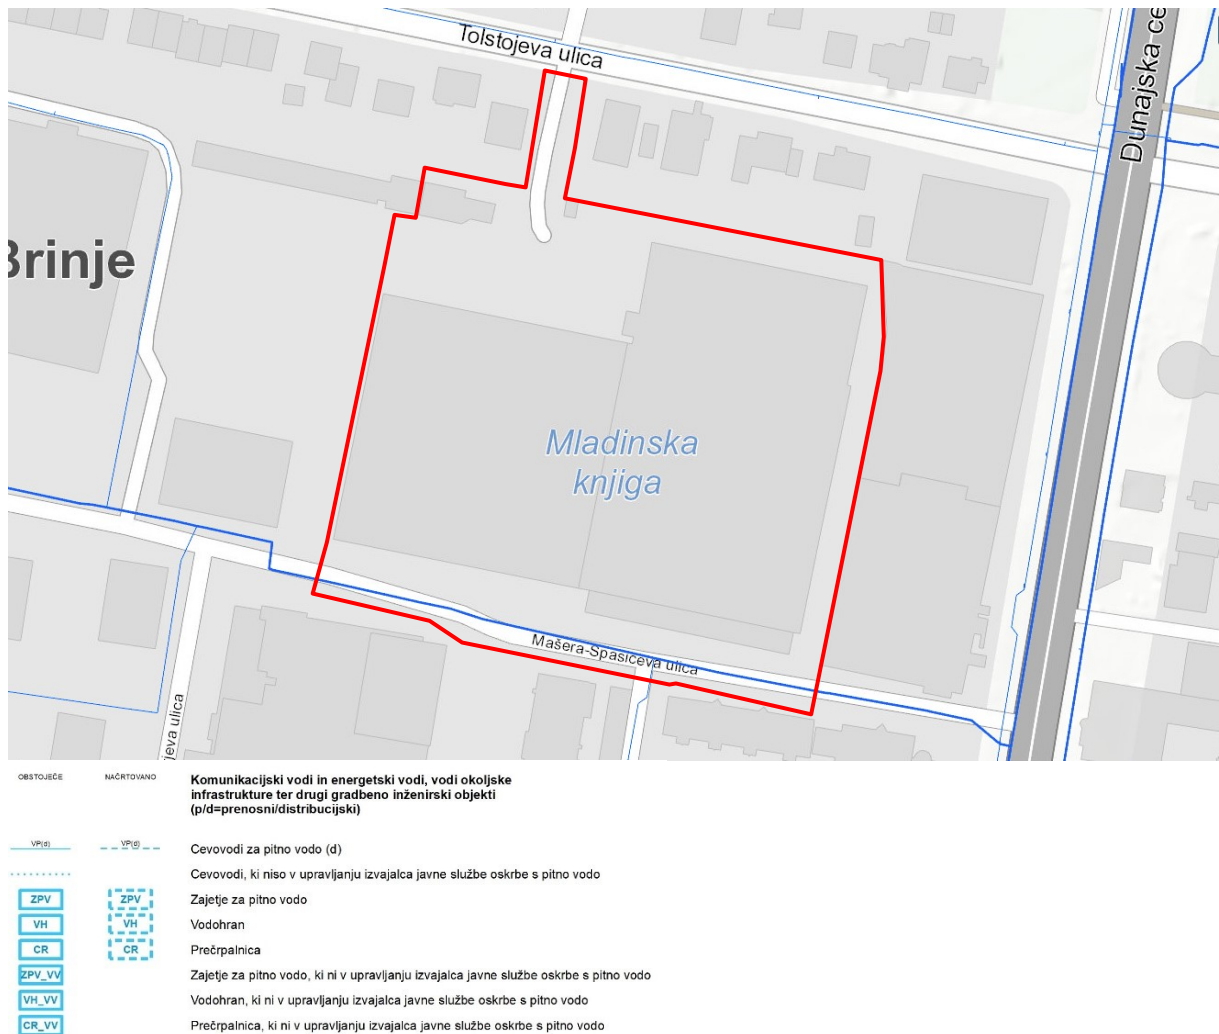 Tolstojeva ulica
Dunajska ce
Brinje
Mladinska
knjiga
Mašera-Spasićeva ulica
jeva ulica
OBSTOJEČE
NAČRTOVANO
Komunikacijski vodi in energetski vodi, vodi okoljske
infrastrukture ter drugi gradbeno inženirski objekti
(p/d=prenosni/distribucijski)
VP(d) VP(d) Cevovodi za pitno vodo (d)
Cevovodi, ki niso v upravljanju izvajalca javne službe oskrbe s pitno vodo
ZPV ZPV Zajetje za pitno vodo
VH VH Vodohran
CR CR Prečrpalnica
ZPV_VV Zajetje za pitno vodo, ki ni v upravljanju izvajalca javne službe oskrbe s pitno vodo
VH_VV Vodohran, ki ni v upravljanju izvajalca javne službe oskrbe s pitno vodo
CR_VV Prečrpalnica, ki ni v upravljanju izvajalca javne službe oskrbe s pitno vodo